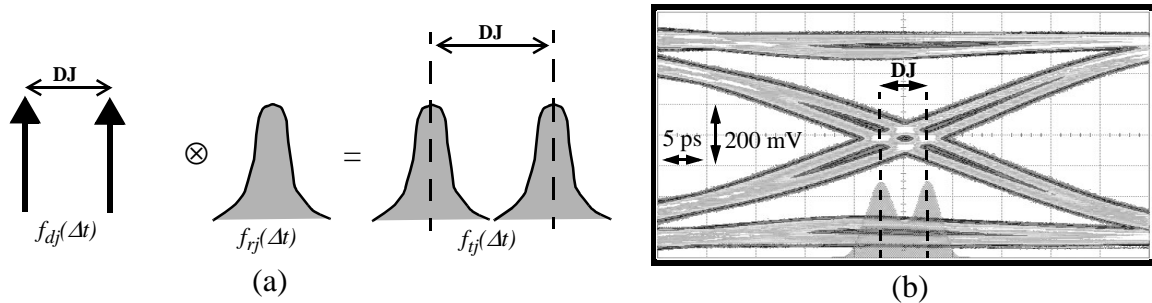 DJ
f_dj(Δt)
⊗
f_rj(Δt)
=
DJ
f_tj(Δt)
(a)
DJ
5 ps
200 mV
(b)